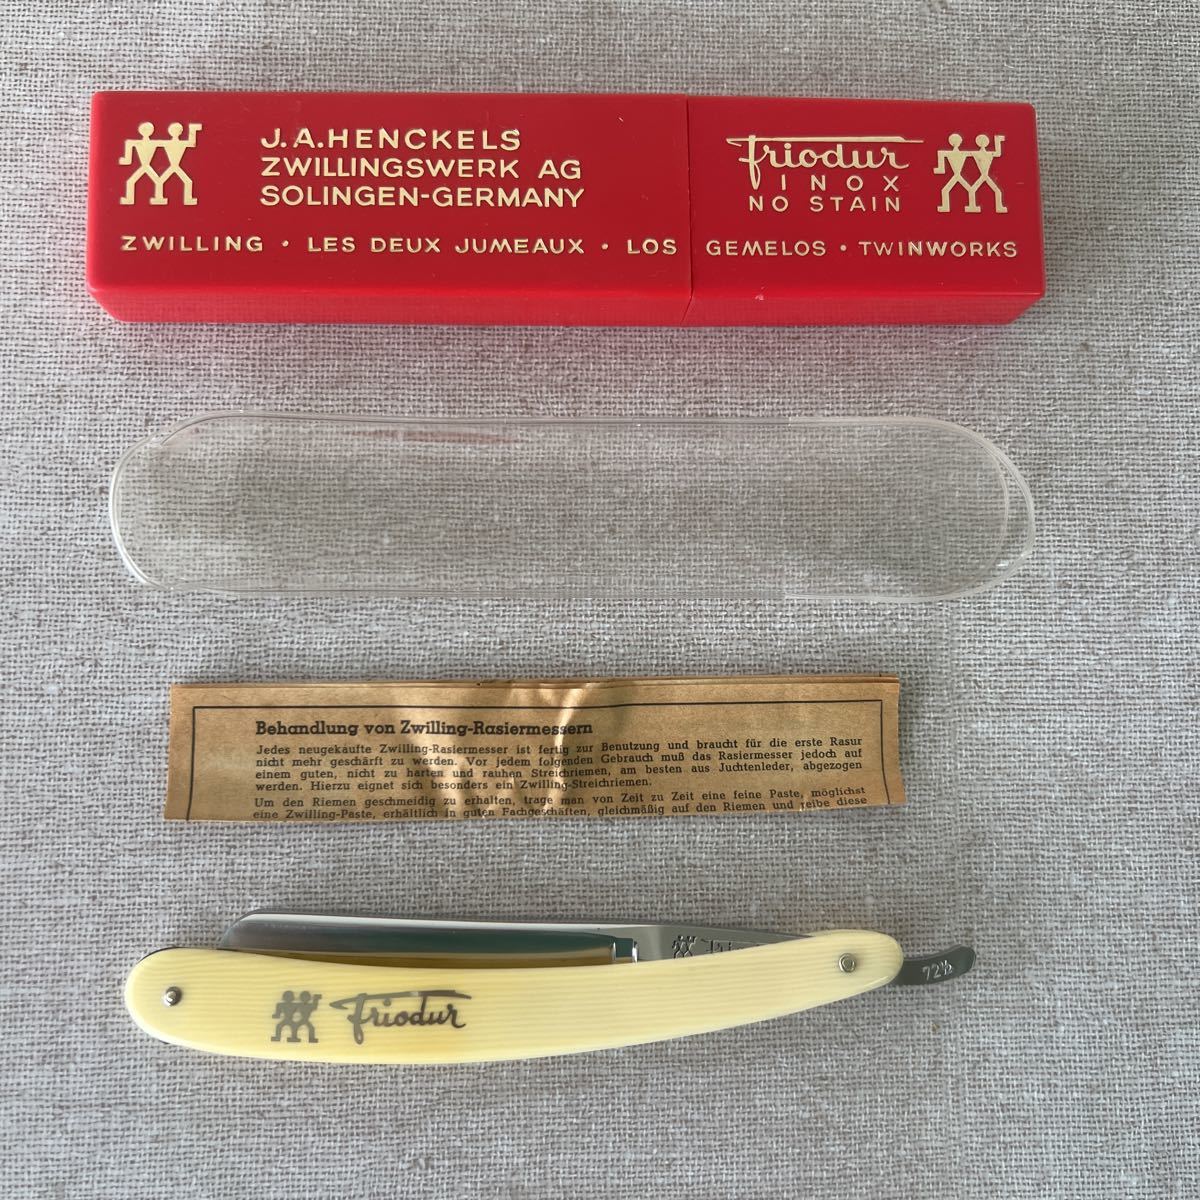 J.A.HENCKELS
ZWILLINGSWERK AG
SOLINGEN-GERMANY
friodur
INOX
NO STAIN
ZWILLING · LES DEUX JUMEAUX · LOS GEMELOS · TWINWORKS
Behandlung von Zwilling-Rasiermessern
Jedes neugekaufte Zwilling-Rasiermesser ist fertig zur Benutzung und braucht für die erste Rasur
nicht mehr geschärft zu werden. Vor jedem folgenden Gebrauch muß das Rasiermesser jedoch auf
einem guten, nicht zu harten und rauhen Streichriemen, am besten aus Juchtenleder, abgezogen
werden. Hierzu eignet sich besonders ein Zwilling-Streichriemen.
Um den Riemen geschmeidig zu erhalten, trage man von Zeit zu Zeit eine feine Paste, möglichst
eine Zwilling-Paste, erhältlich in guten Fachgeschäften, gleichmäßig auf den Riemen und reibe diese
72½
Friodur